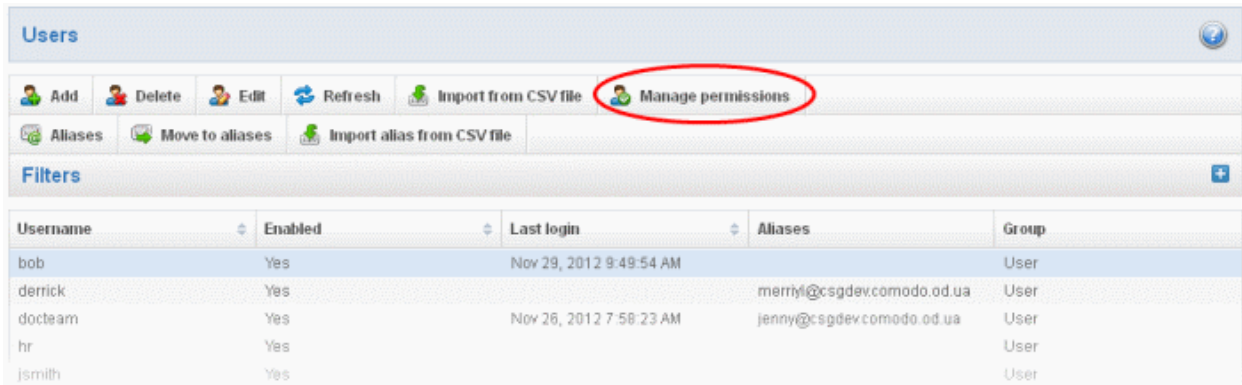 Users
Add Delete Edit Refresh Import from CSV file Manage permissions
Aliases Move to aliases Import alias from CSV file
Filters
Username Enabled Last login Aliases Group
bob Yes Nov 29, 2012 9:49:54 AM User
derrick Yes merriyl@csgdev.comodo.od.ua User
docteam Yes Nov 26, 2012 7:58:23 AM jenny@csgdev.comodo.od.ua User
hr Yes User
jsmith Yes User